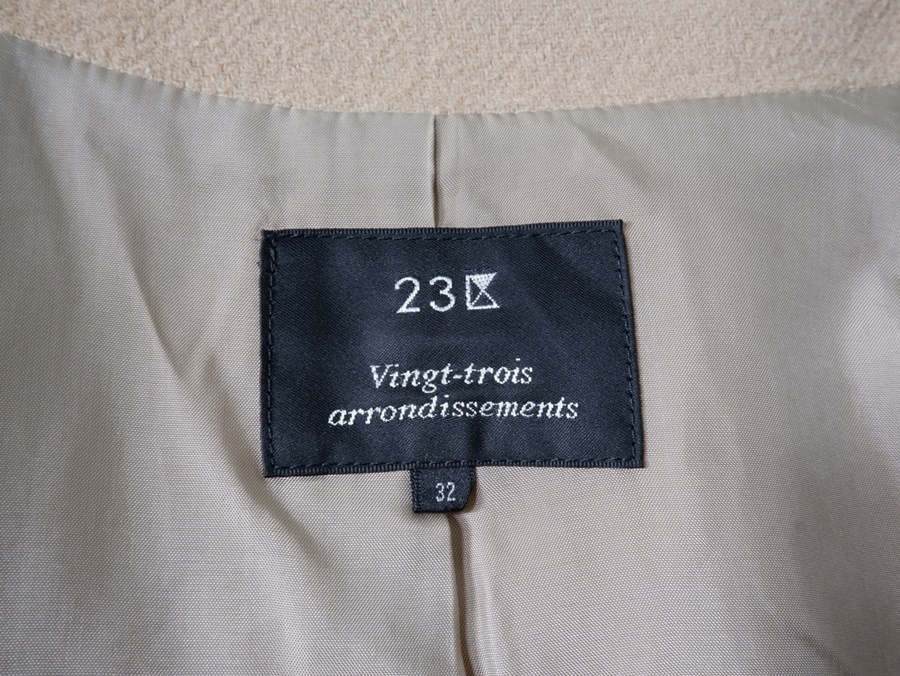 23区
Vingt-trois
arrondissements
32